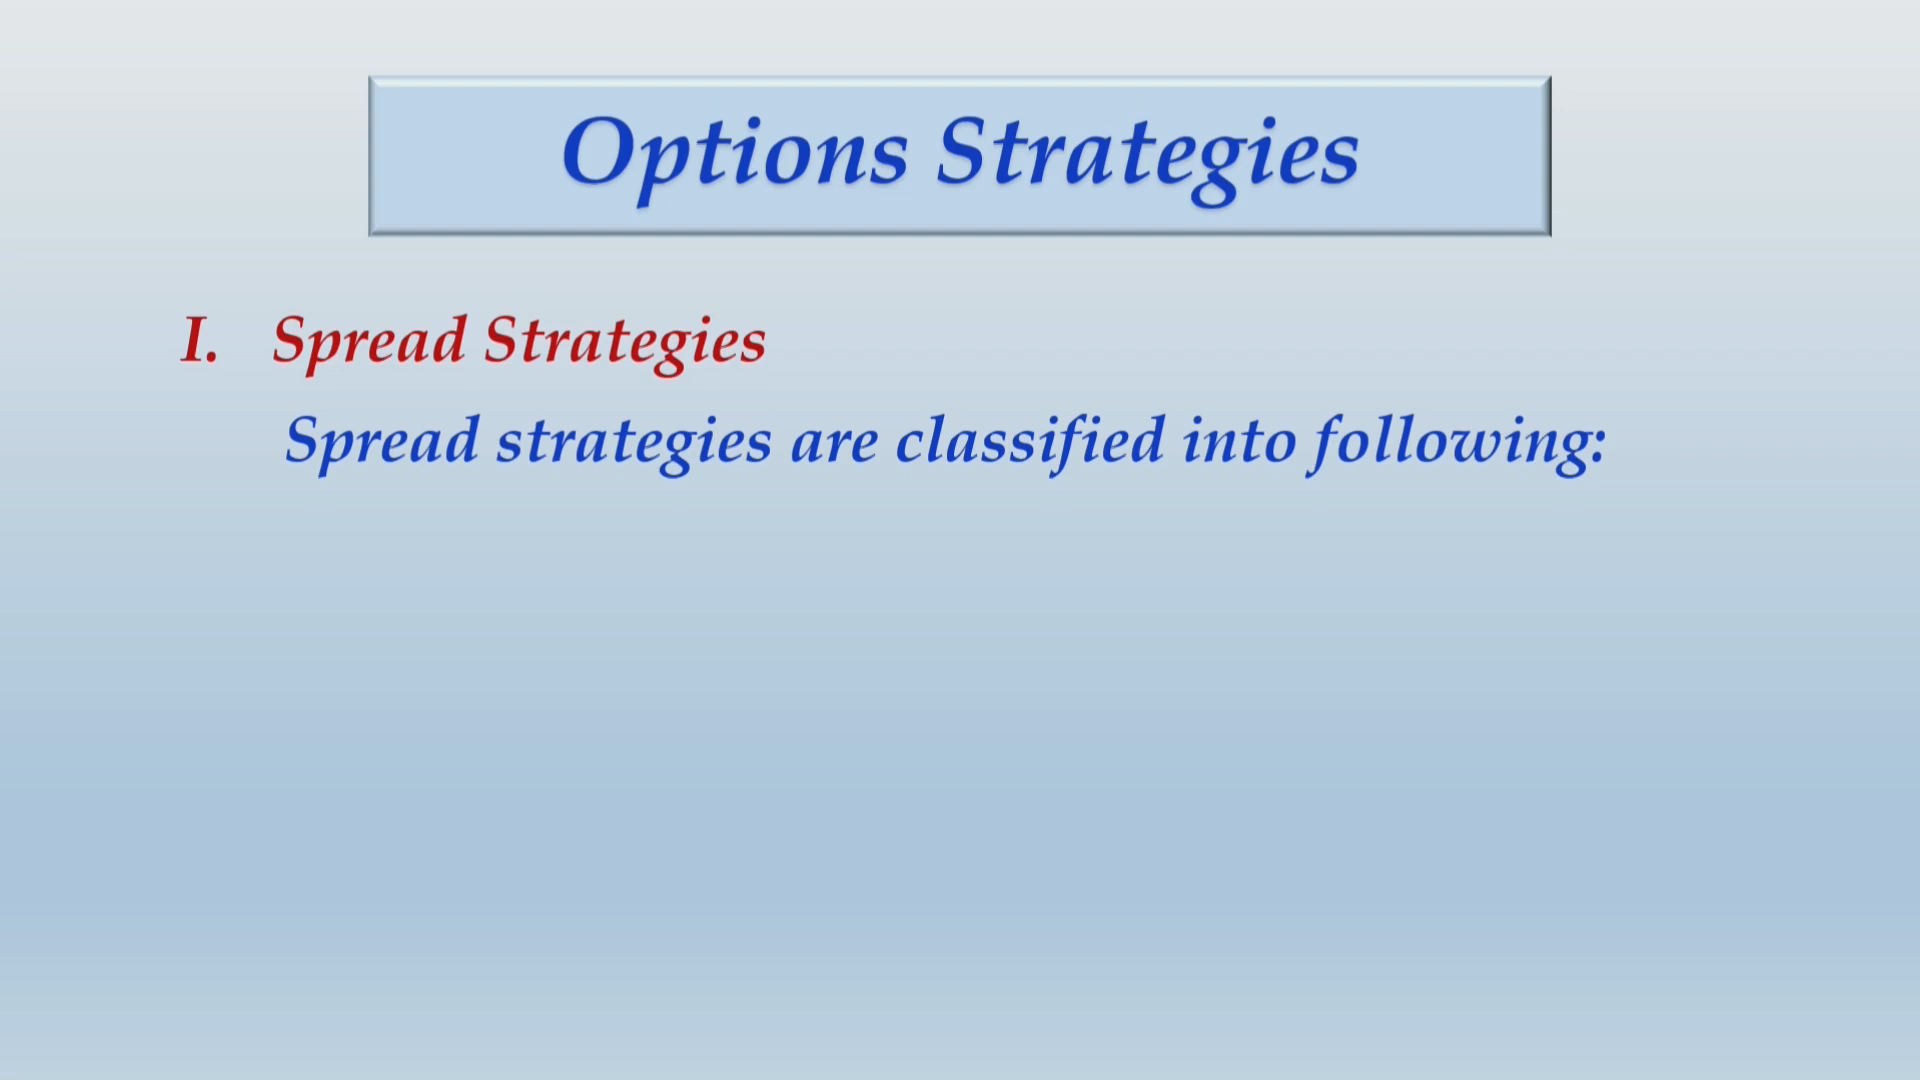 Options Strategies
I. Spread Strategies
Spread strategies are classified into following: